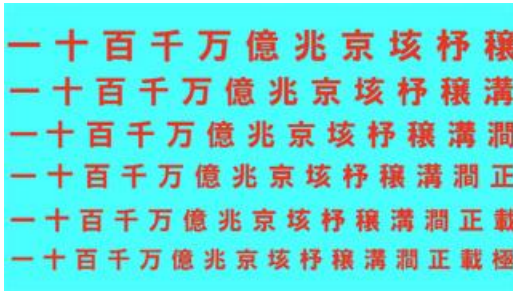 一十百千万億兆京垓杼穣
一十百千万億兆京垓杼穣溝
一十百千万億兆京垓杼穣溝澗
一十百千万億兆京垓杼穣溝澗正
一十百千万億兆京垓杼穣溝澗正載
一十百千万億兆京垓杼穣溝澗正載極